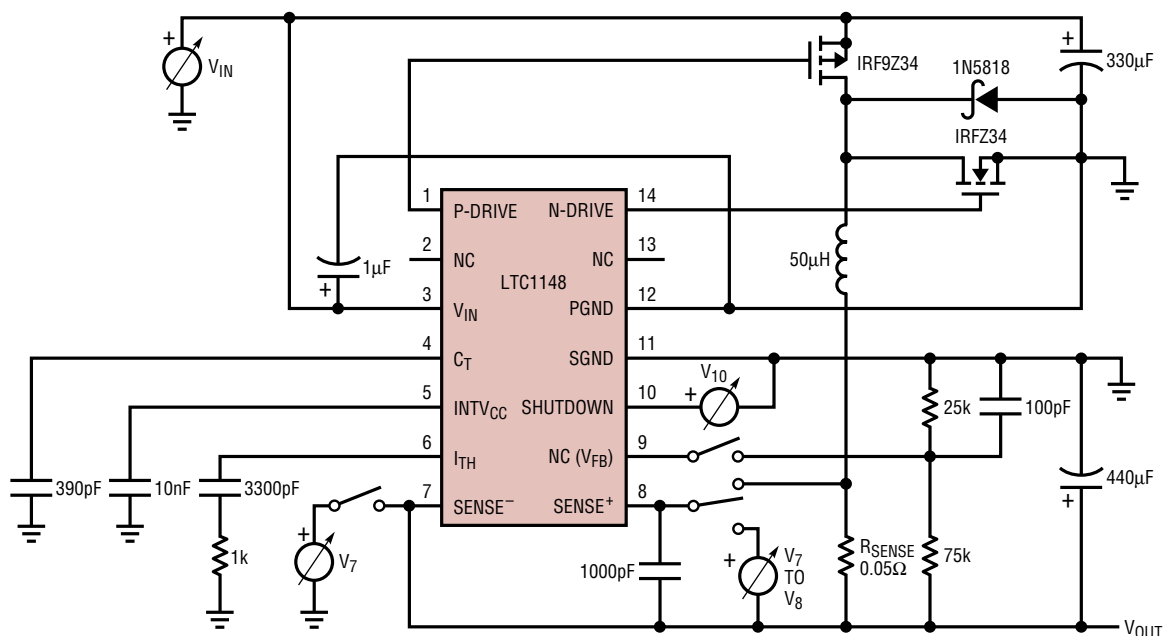 +
V_IN
IRF9Z34
1N5818
+
330µF
IRFZ34
1µF
+
50µH
LTC1148
1
P-DRIVE
N-DRIVE
14
2
NC
NC
13
3
V_IN
PGND
12
4
C_T
SGND
11
5
INTV_CC
SHUTDOWN
10
6
I_TH
NC (V_FB)
9
7
SENSE⁻
SENSE⁺
8
+
V_10
25k
100pF
440µF
+
390pF
10nF
3300pF
1k
+
V_7
1000pF
+
V_7
TO
V_8
R_SENSE
0.05Ω
75k
V_OUT